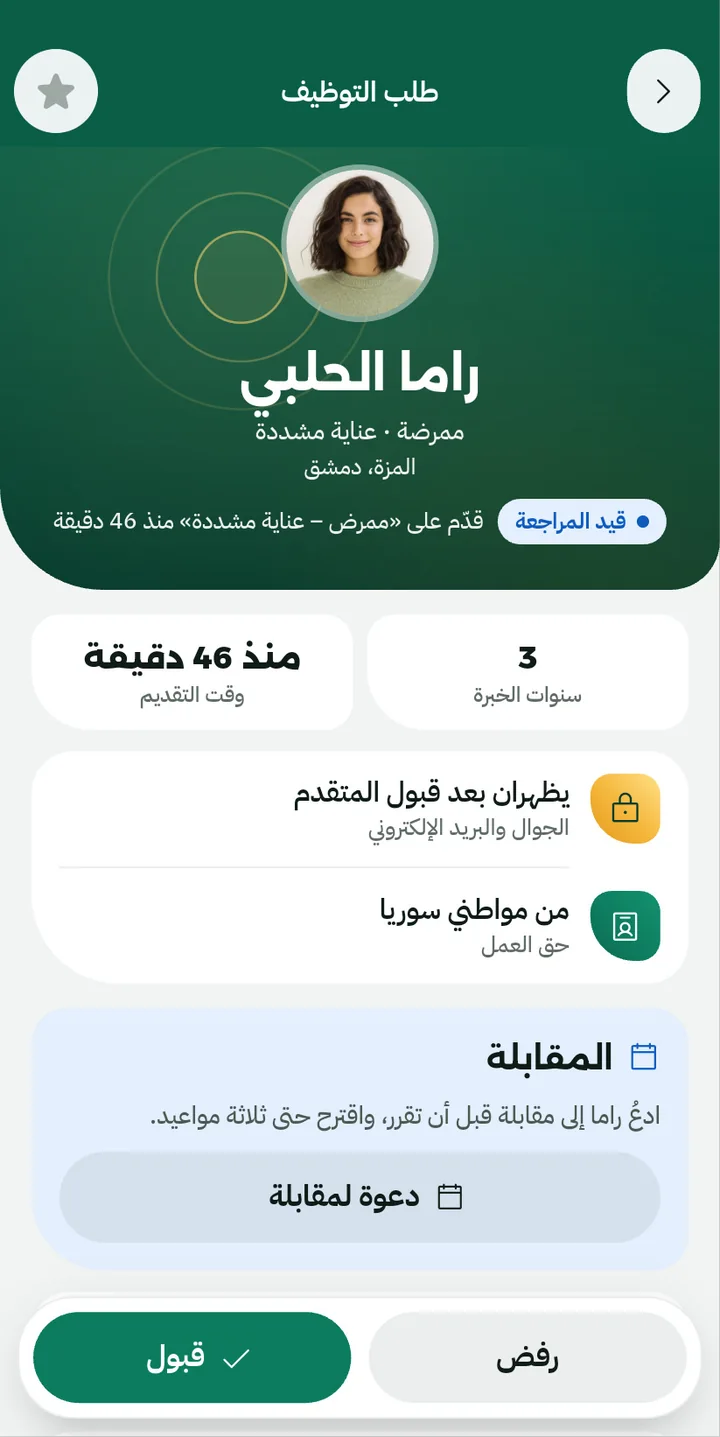 طلب التوظيف
راما الحلبي
ممرضة · عناية مشددة
المزة، دمشق
قيد المراجعة
قدّم على «ممرض – عناية مشددة» منذ 46 دقيقة
3
سنوات الخبرة
منذ 46 دقيقة
وقت التقديم
يظهران بعد قبول المتقدم
الجوال والبريد الإلكتروني
من مواطني سوريا
حق العمل
المقابلة
ادعُ راما إلى مقابلة قبل أن تقرر، واقترح حتى ثلاثة مواعيد.
دعوة لمقابلة
رفض
قبول